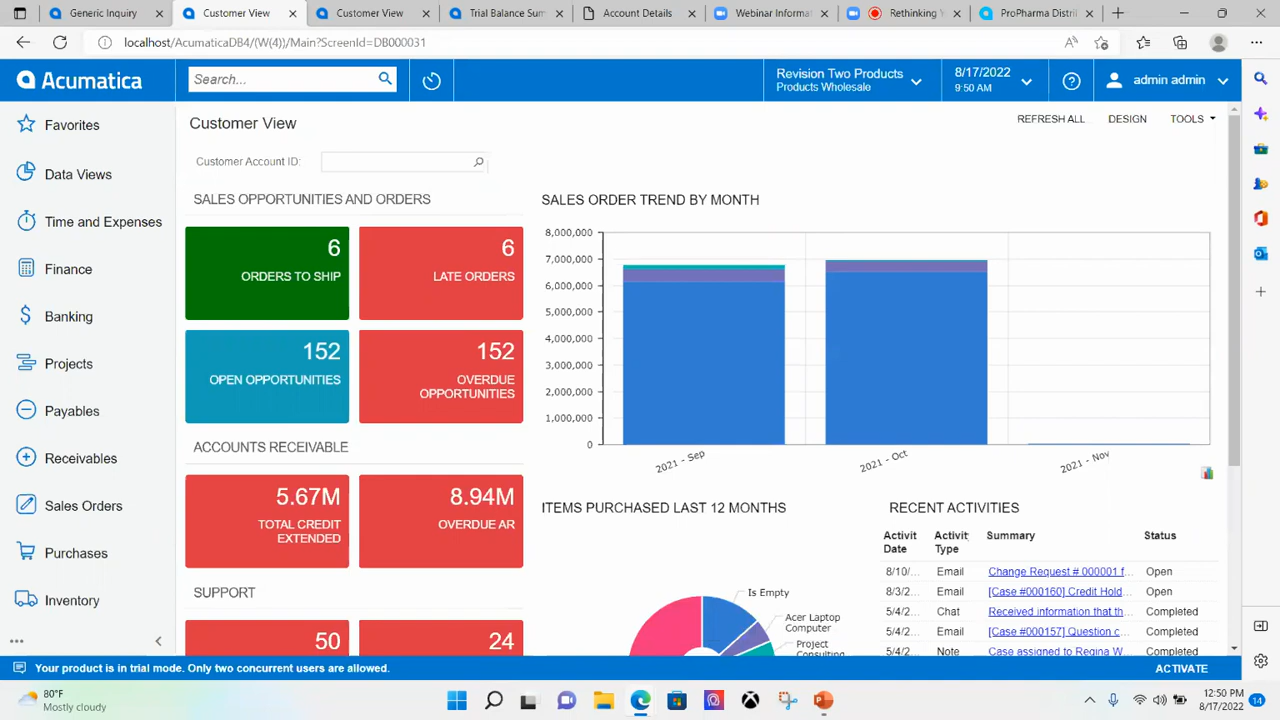 Generic Inquiry
Customer View
Customer View
Trial Balance Sum
Account Details
Webinar Informat
Rethinking
ProPharma Distri
localhost/AcumaticaDB4/(W(4))/Main?ScreenId=DB000031
Acumatica
Search...
Revision Two Products
Products Wholesale
8/17/2022
9:50 AM
admin admin
Favorites
Data Views
Time and Expenses
Finance
Banking
Projects
Payables
Receivables
Sales Orders
Purchases
Inventory
Customer View
REFRESH ALL
DESIGN
TOOLS
Customer Account ID:
SALES OPPORTUNITIES AND ORDERS
6
ORDERS TO SHIP
6
LATE ORDERS
152
OPEN OPPORTUNITIES
152
OVERDUE
OPPORTUNITIES
ACCOUNTS RECEIVABLE
5.67M
TOTAL CREDIT
EXTENDED
8.94M
OVERDUE AR
SUPPORT
50
24
SALES ORDER TREND BY MONTH
8,000,000
7,000,000
6,000,000
5,000,000
4,000,000
3,000,000
2,000,000
1,000,000
0
2021 - Sep
2021 - Oct
2021 - Nov
ITEMS PURCHASED LAST 12 MONTHS
Is Empty
Acer Laptop
Computer
Project
Consulting
RECENT ACTIVITIES
Activit
Date
Activit
Type
Summary
Status
8/10/... Email Change Request # 000001 f... Open
8/3/2... Email [Case #000160] Credit Hold... Open
5/4/2... Chat Received information that th... Completed
5/4/2... Email [Case #000157] Question c... Completed
5/4/2... Note Case assigned to Regina W... Completed
Your product is in trial mode. Only two concurrent users are allowed.
ACTIVATE
80°F
Mostly cloudy
12:50 PM
8/17/2022
14